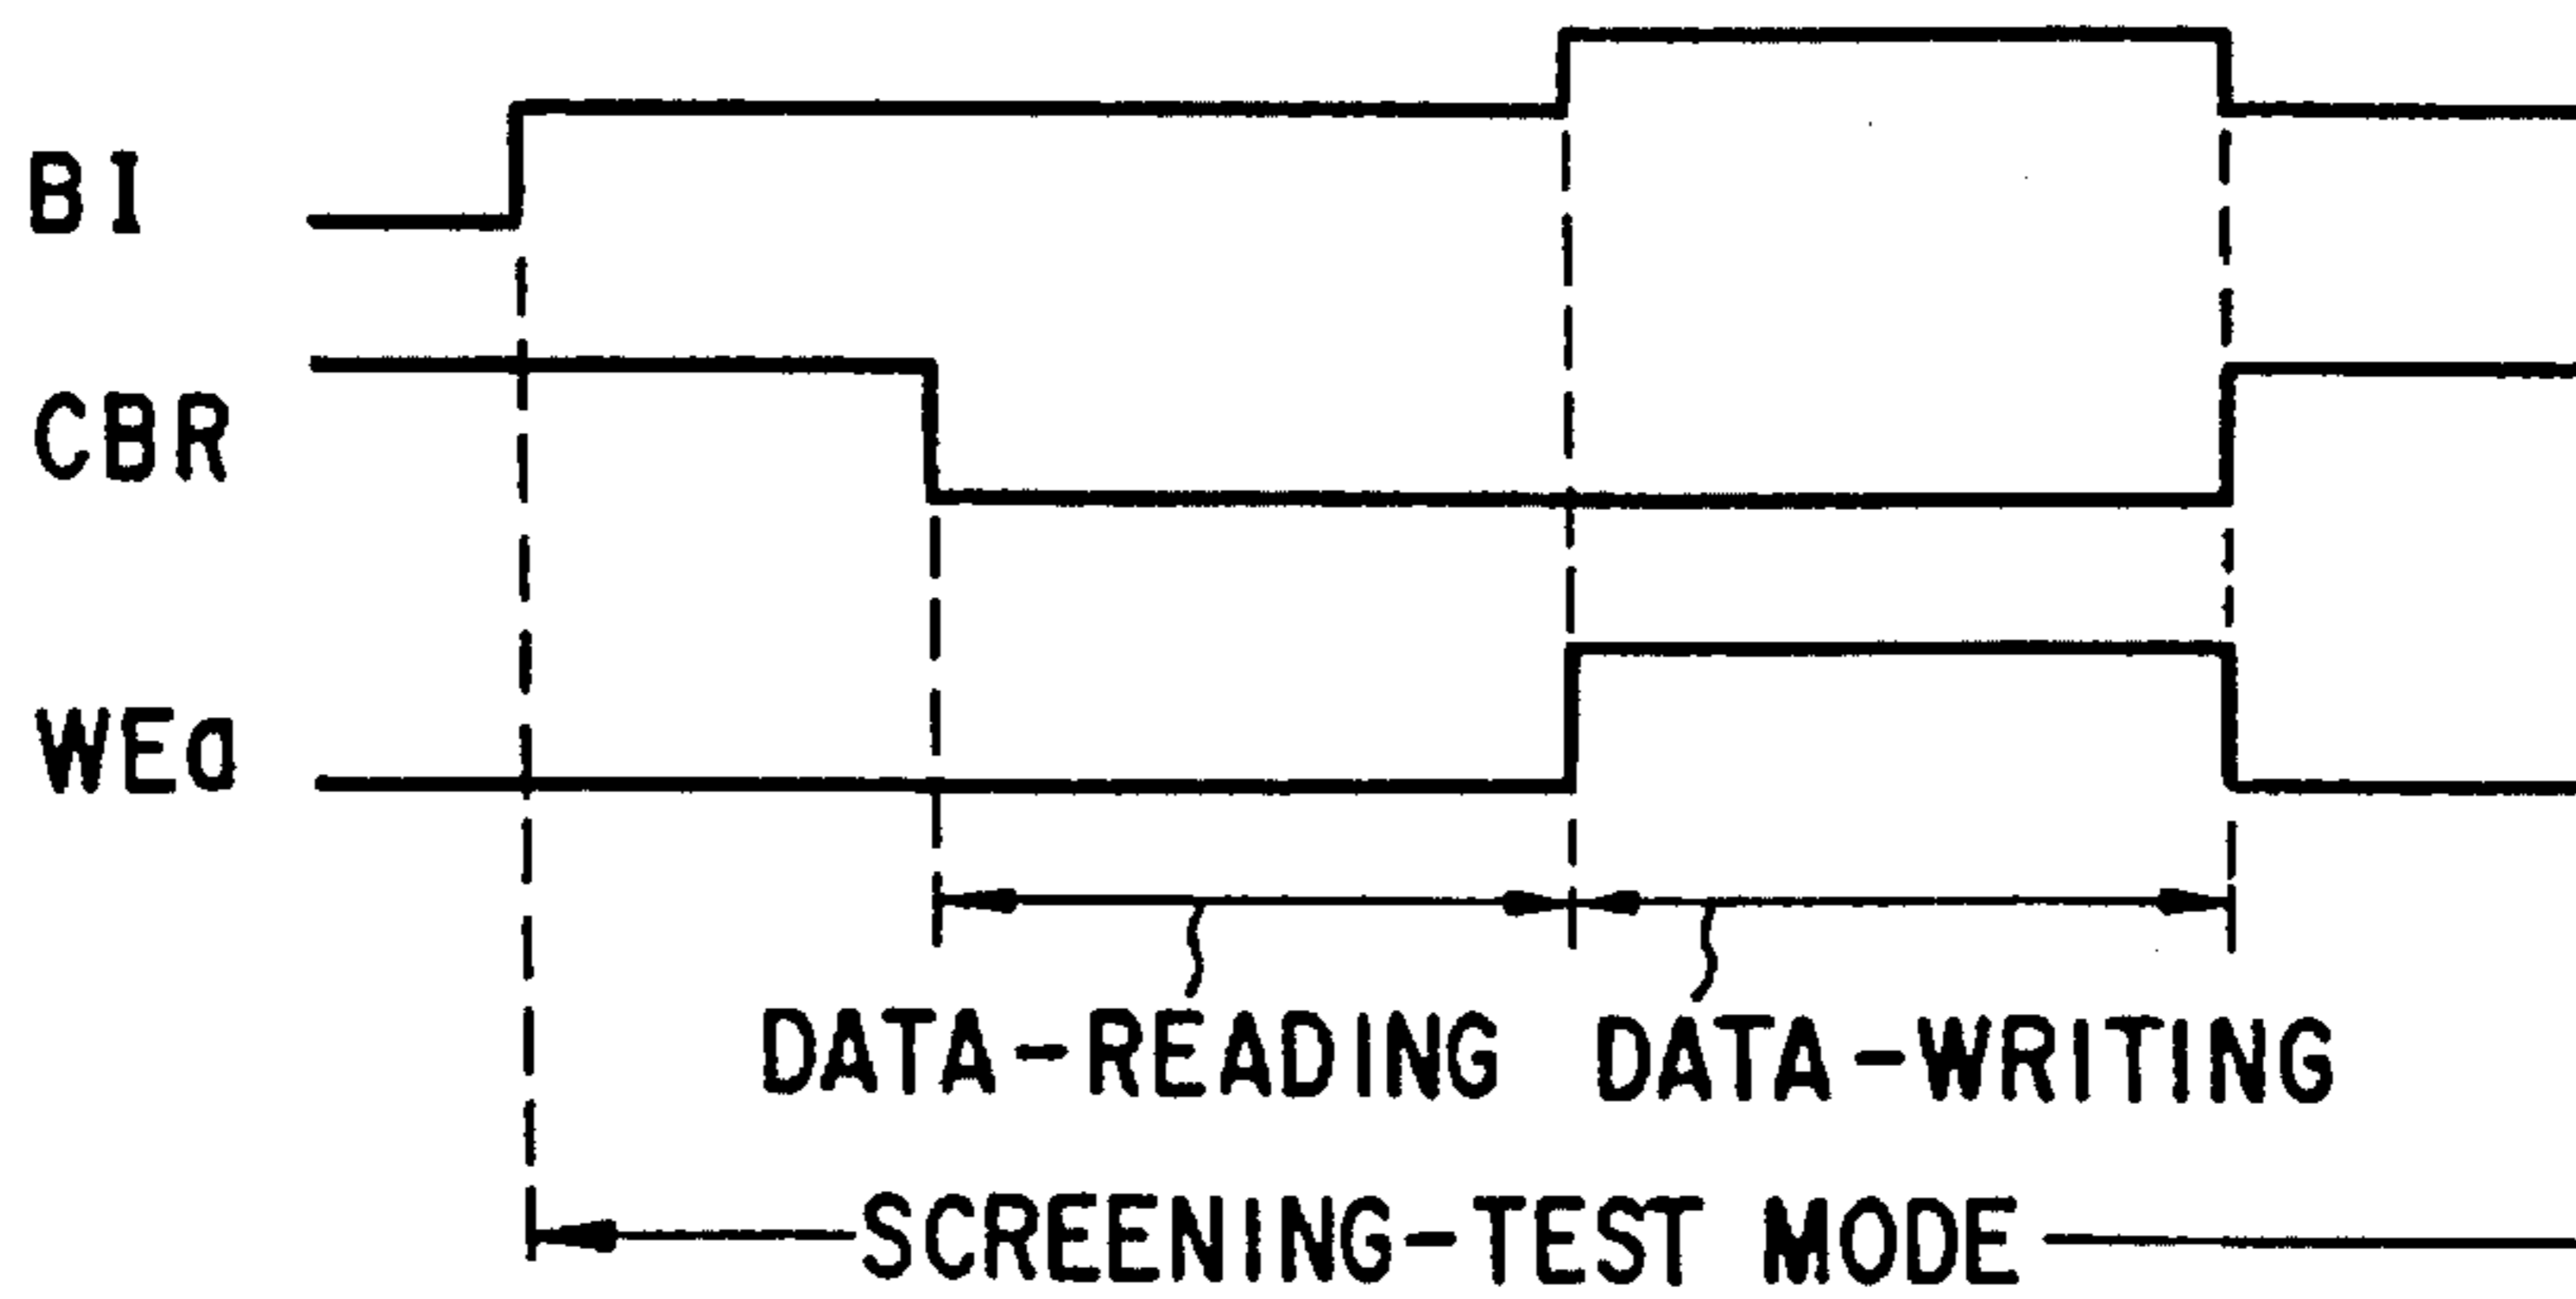 BI
CBR
WEa
DATA-READING DATA-WRITING
SCREENING-TEST MODE